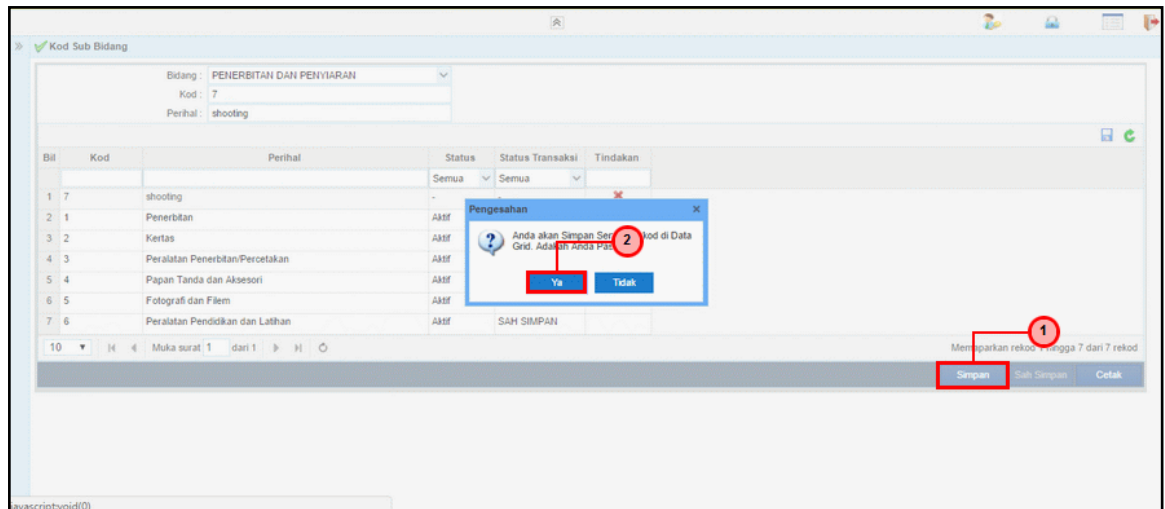 Kod Sub Bidang
Bidang : PENERBITAN DAN PENYIARAN
Kod : 7
Perihal : shooting
Bil Kod Perihal Status Status Transaksi Tindakan
Semua Semua
1 7 shooting - -
2 1 Penerbitan Aktif
3 2 Kertas Aktif
4 3 Peralatan Penerbitan/Percetakan Aktif
5 4 Papan Tanda dan Aksesori Aktif
6 5 Fotografi dan Filem Aktif
7 6 Peralatan Pendidikan dan Latihan Aktif SAH SIMPAN
Pengesahan
Anda akan Simpan di Data
Grid. Adakah Anda
2
Ya Tidak
1
10 Muka surat 1 dari 1
Memaparkan rekod hingga 7 dari 7 rekod
Simpan Sah Simpan Cetak
javascript:void(0)